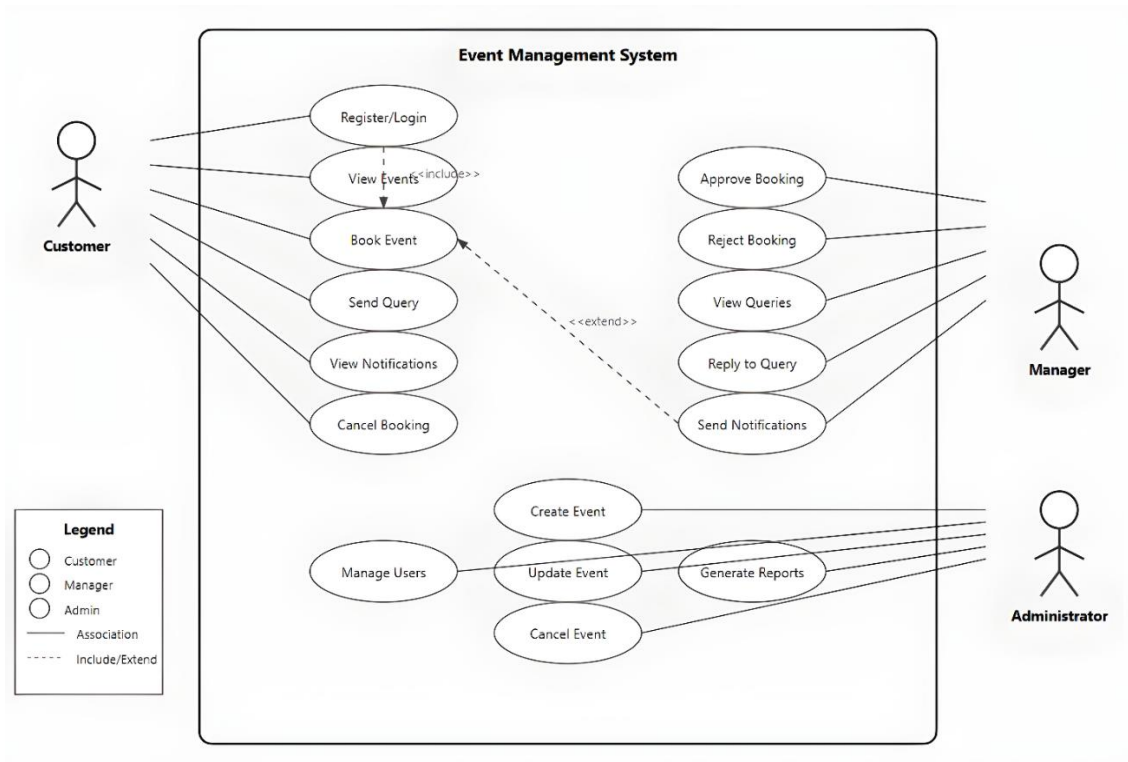 Event Management System
Register/Login
View Events
<<include>>
Book Event
Send Query
View Notifications
Cancel Booking
<<extend>>
Approve Booking
Reject Booking
View Queries
Reply to Query
Send Notifications
Create Event
Manage Users
Update Event
Generate Reports
Cancel Event
Customer
Manager
Administrator
Legend
Customer
Manager
Admin
Association
Include/Extend